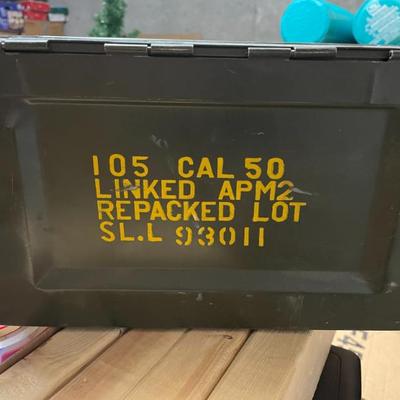 105 CAL 50
LINKED APM2
REPACKED LOT
SL.L 93011